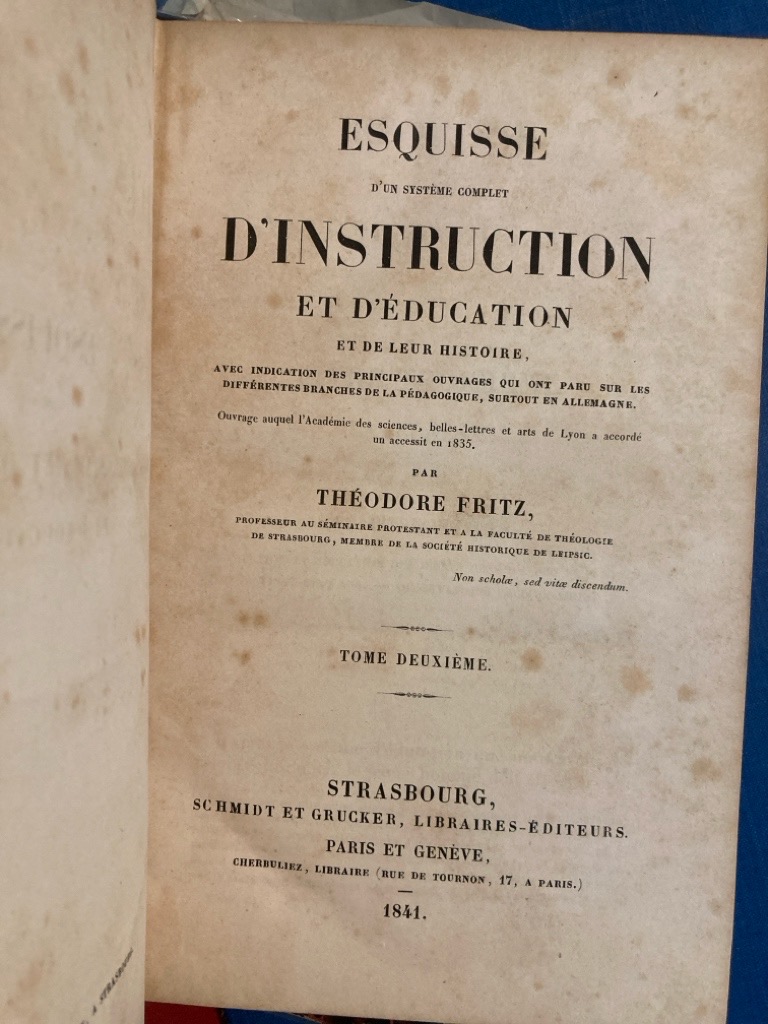 ESQUISSE
D'UN SYSTÈME COMPLET
D'INSTRUCTION
ET D'ÉDUCATION
ET DE LEUR HISTOIRE,
AVEC INDICATION DES PRINCIPAUX OUVRAGES QUI ONT PARU SUR LES
DIFFÉRENTES BRANCHES DE LA PÉDAGOGIQUE, SURTOUT EN ALLEMAGNE.
Ouvrage auquel l'Académie des sciences, belles-lettres et arts de Lyon a accordé
un accessit en 1835.
PAR
THÉODORE FRITZ,
PROFESSEUR AU SÉMINAIRE PROTESTANT ET A LA FACULTÉ DE THÉOLOGIE
DE STRASBOURG, MEMBRE DE LA SOCIÉTÉ HISTORIQUE DE LEIPSIC.
Non scholæ, sed vitæ discendum.
TOME DEUXIÈME.
STRASBOURG,
SCHMIDT ET GRUCKER, LIBRAIRES-ÉDITEURS.
PARIS ET GENÈVE,
CHERBULIEZ, LIBRAIRE (RUE DE TOURNON, 17, A PARIS.)
1841.
A STRASBOURG